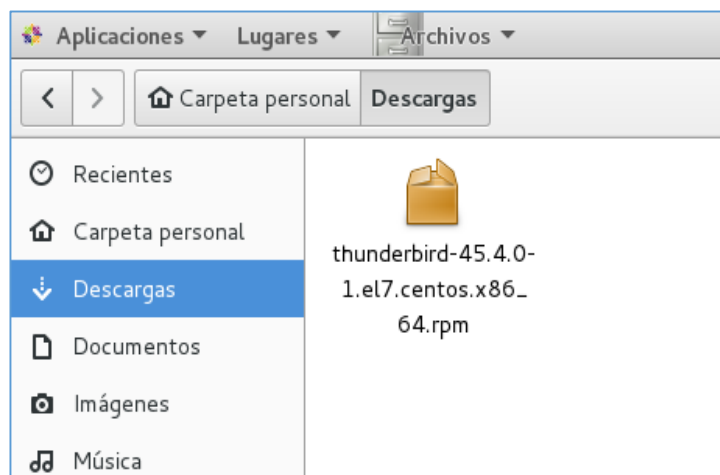 Aplicaciones Lugares Archivos
Carpeta personal Descargas
Recientes
Carpeta personal
Descargas
Documentos
Imágenes
Música
thunderbird-45.4.0-
1.el7.centos.x86_
64.rpm